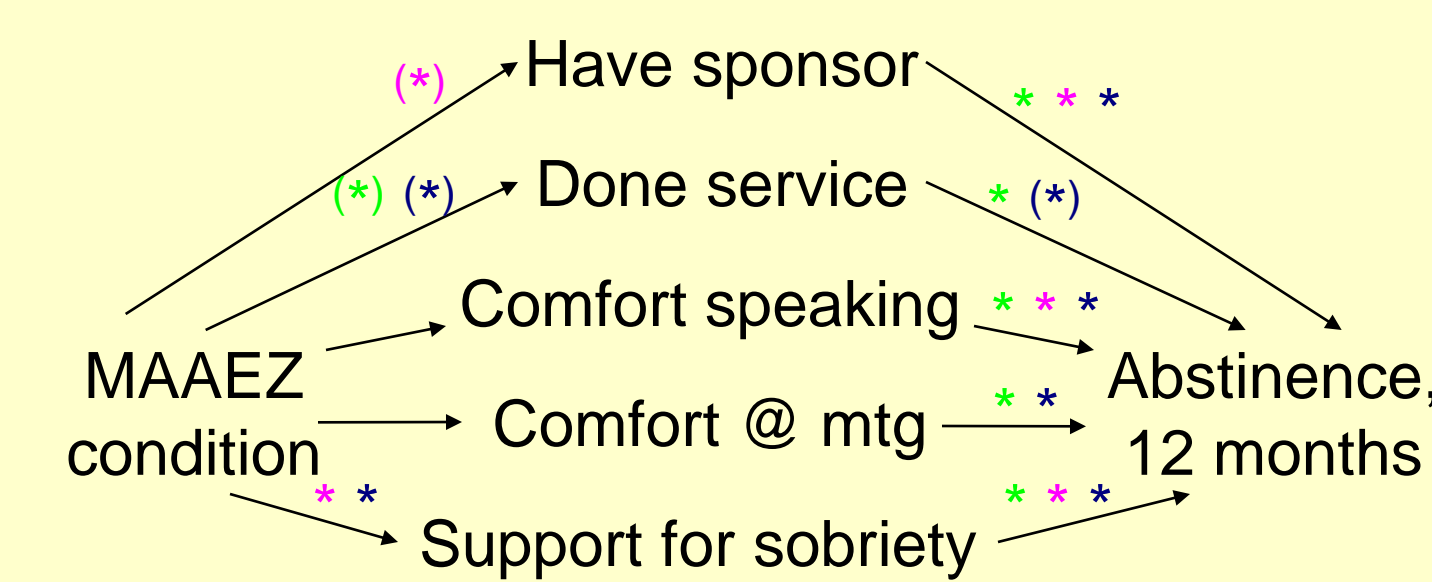 (*)
Have sponsor
* * *
(*) (*)
Done service
* (*)
Comfort speaking
* * *
MAAEZ
condition
Comfort @ mtg
* *
Abstinence,
12 months
* *
Support for sobriety
* * *